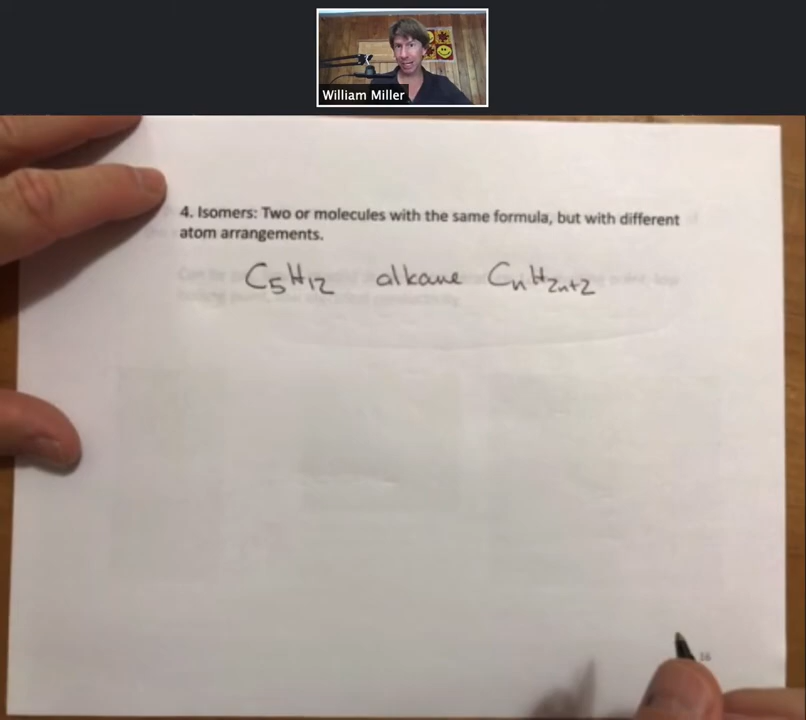 William Miller
4. Isomers: Two or molecules with the same formula, but with different
atom arrangements.
C₅H₁₂ alkane CₙH₂ₙ₊₂
16